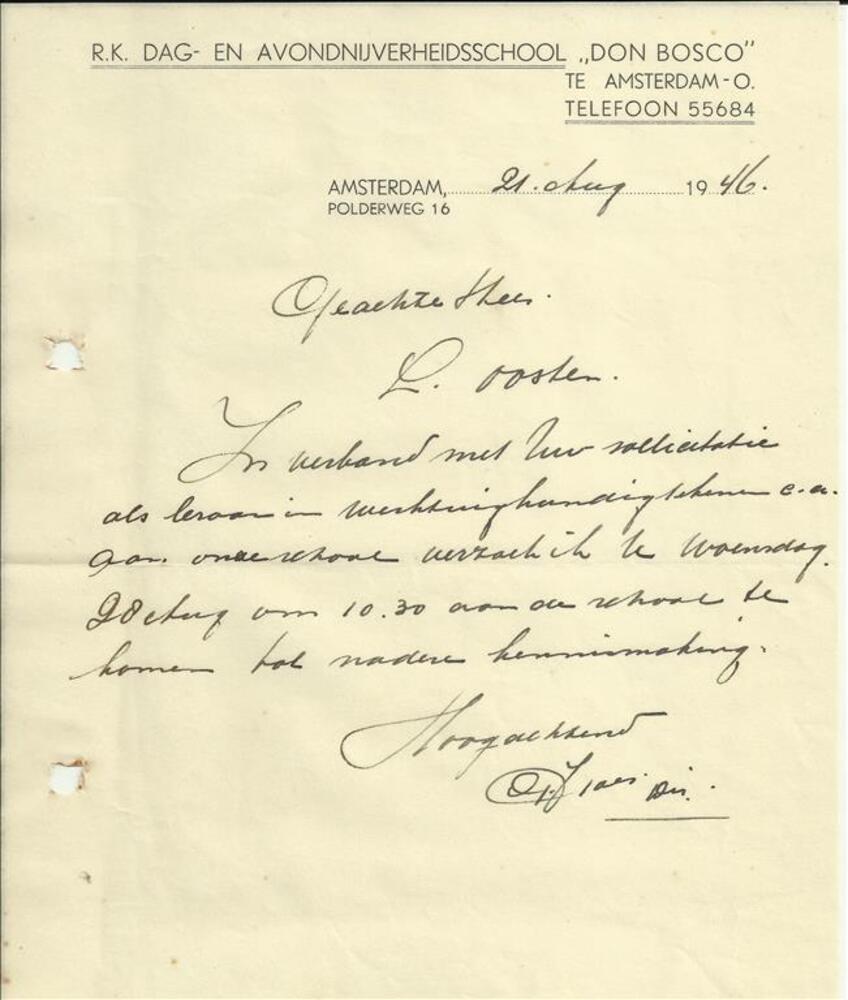 R.K. DAG- EN AVONDNIJVERHEIDSSCHOOL „DON BOSCO”
TE AMSTERDAM-O.
TELEFOON 55684
AMSTERDAM, 21. Aug 1946.
POLDERWEG 16
Geachte Heer.
L. Oosten.
In verband met Uw sollicitatie
als leraar in werktuigkundigtekenen e.a.
aan onze school verzoek ik U Woensdag
28 Aug om 10.30 aan de school te
komen tot nadere kennismaking.
Hoogachtend
Dir.